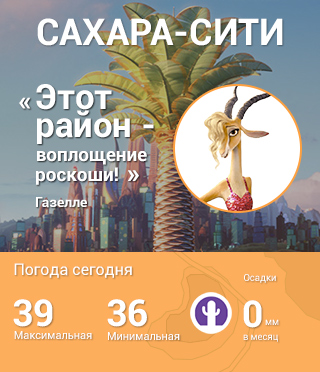 САХАРА-СИТИ
« Этот
район -
воплощение
роскоши! »
Газелле
Погода сегодня
Осадки
39
Максимальная
36
Минимальная
0 мм
в месяц